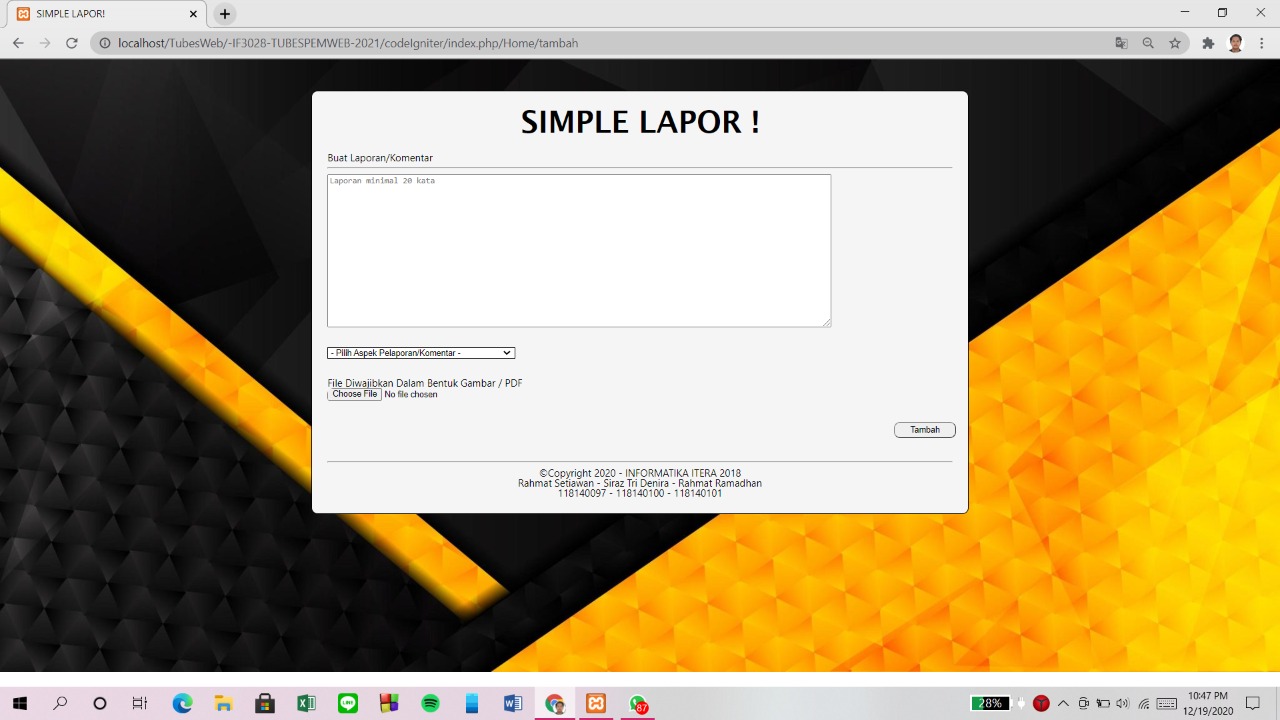 SIMPLE LAPOR!
localhost/TubesWeb/-IF3028-TUBESPEMWEB-2021/codeIgniter/index.php/Home/tambah
SIMPLE LAPOR !
Buat Laporan/Komentar
Laporan minimal 20 kata
- Pilih Aspek Pelaporan/Komentar -
File Diwajibkan Dalam Bentuk Gambar / PDF
Choose File No file chosen
Tambah
©Copyright 2020 - INFORMATIKA ITERA 2018
Rahmat Setiawan - Siraz Tri Denira - Rahmat Ramadhan
118140097 - 118140100 - 118140101
LINE
87
28%
10:47 PM
12/19/2020